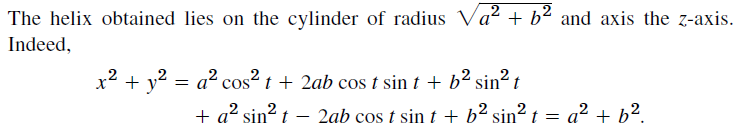 The helix obtained lies on the cylinder of radius √a² + b² and axis the z-axis.
Indeed,
x² + y² = a² cos² t + 2ab cos t sin t + b² sin² t
+ a² sin² t − 2ab cos t sin t + b² sin² t = a² + b².